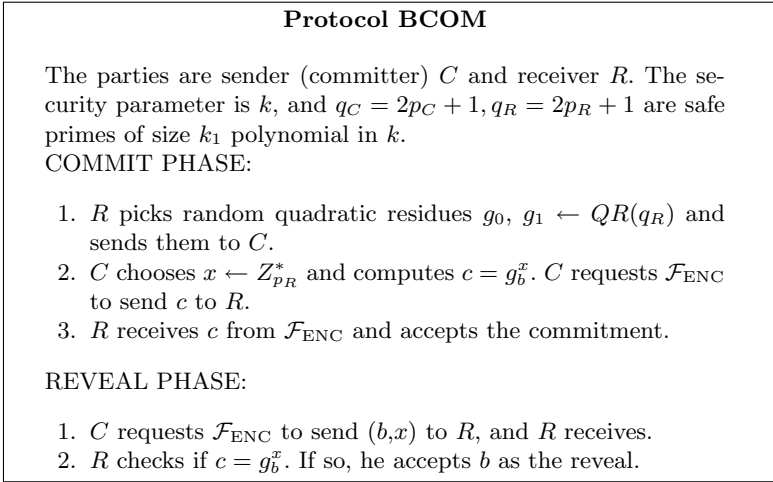 Protocol BCOM
The parties are sender (committer) C and receiver R. The se-
curity parameter is k, and q_C = 2p_C + 1, q_R = 2p_R + 1 are safe
primes of size k_1 polynomial in k.
COMMIT PHASE:
1. R picks random quadratic residues g_0, g_1 ← QR(q_R) and
sends them to C.
2. C chooses x ← Z^*_{p_R} and computes c = g_b^x. C requests F_ENC
to send c to R.
3. R receives c from F_ENC and accepts the commitment.
REVEAL PHASE:
1. C requests F_ENC to send (b,x) to R, and R receives.
2. R checks if c = g_b^x. If so, he accepts b as the reveal.